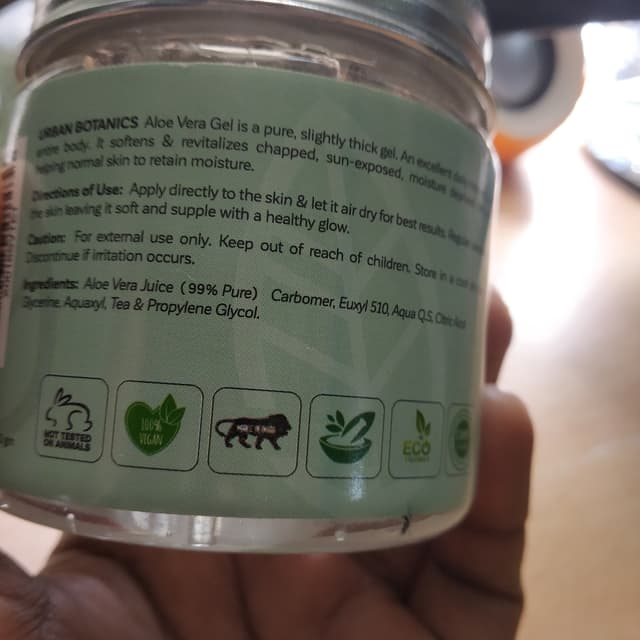 URBAN BOTANICS Aloe Vera Gel is a pure, slightly thick gel. An excellent
entire body. It softens & revitalizes chapped, sun-exposed, moisture
helping normal skin to retain moisture.
Directions of Use: Apply directly to the skin & let it air dry for best results. Regular
the skin leaving it soft and supple with a healthy glow.
Caution: For external use only. Keep out of reach of children. Store in a cool
Discontinue if irritation occurs.
Ingredients: Aloe Vera Juice (99% Pure) Carbomer, Euxyl 510, Aqua Q.S, Citric Acid
Glycerine, Aquaxyl, Tea & Propylene Glycol.
NOT TESTED
ON ANIMALS
100%
VEGAN
ECO
gm